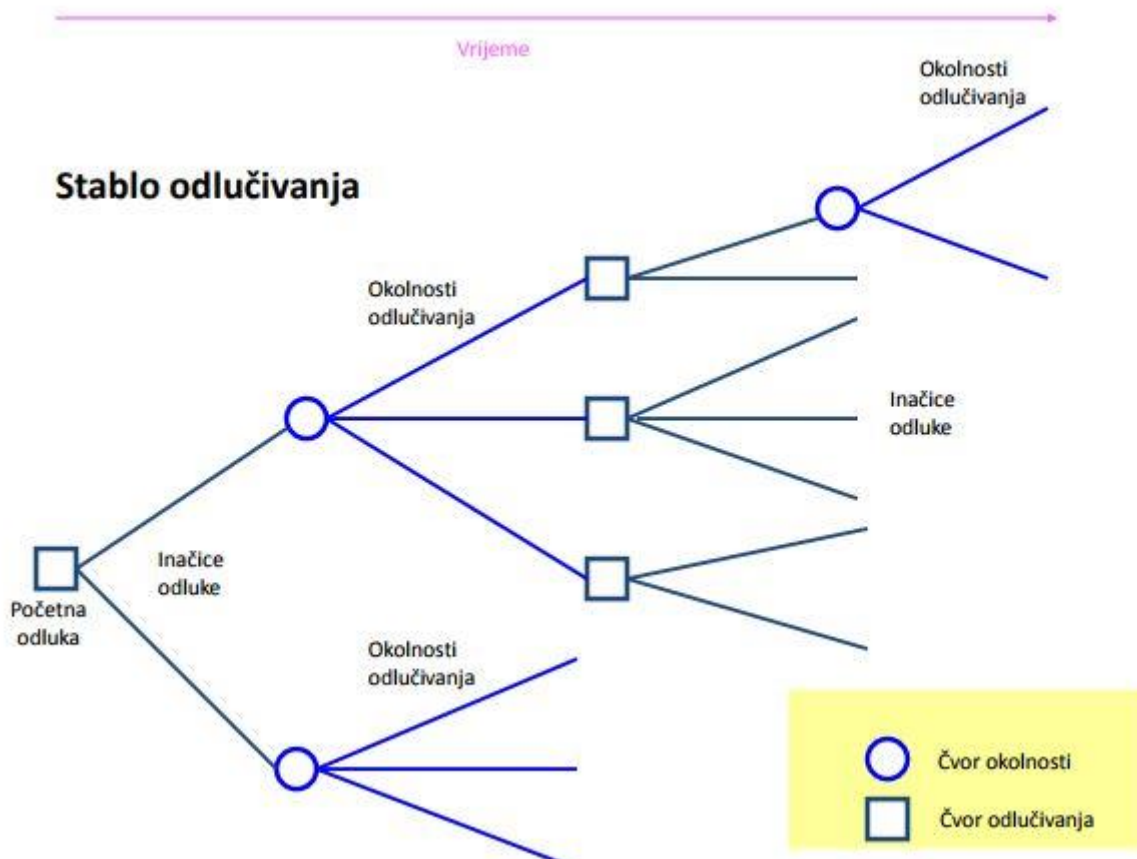 Vrijeme
Okolnosti
odlučivanja
Stablo odlučivanja
Okolnosti
odlučivanja
Inačice
odluke
Inačice
odluke
Početna
odluka
Okolnosti
odlučivanja
Čvor okolnosti
Čvor odlučivanja